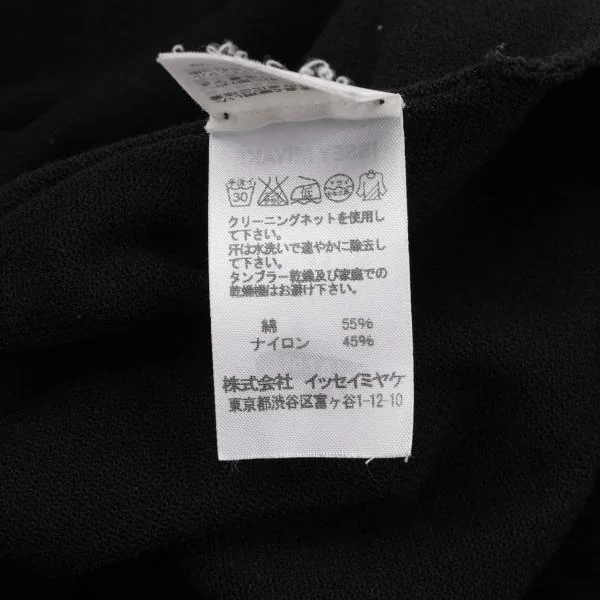 手洗イ
30
低
クリーニングネットを使用し
て下さい。
汗は水洗いで速やかに除去し
て下さい。
タンブラー乾燥及び家庭での
乾燥機はお避け下さい。
綿 55%
ナイロン 45%
株式会社 イッセイミヤケ
東京都渋谷区富ヶ谷1-12-10